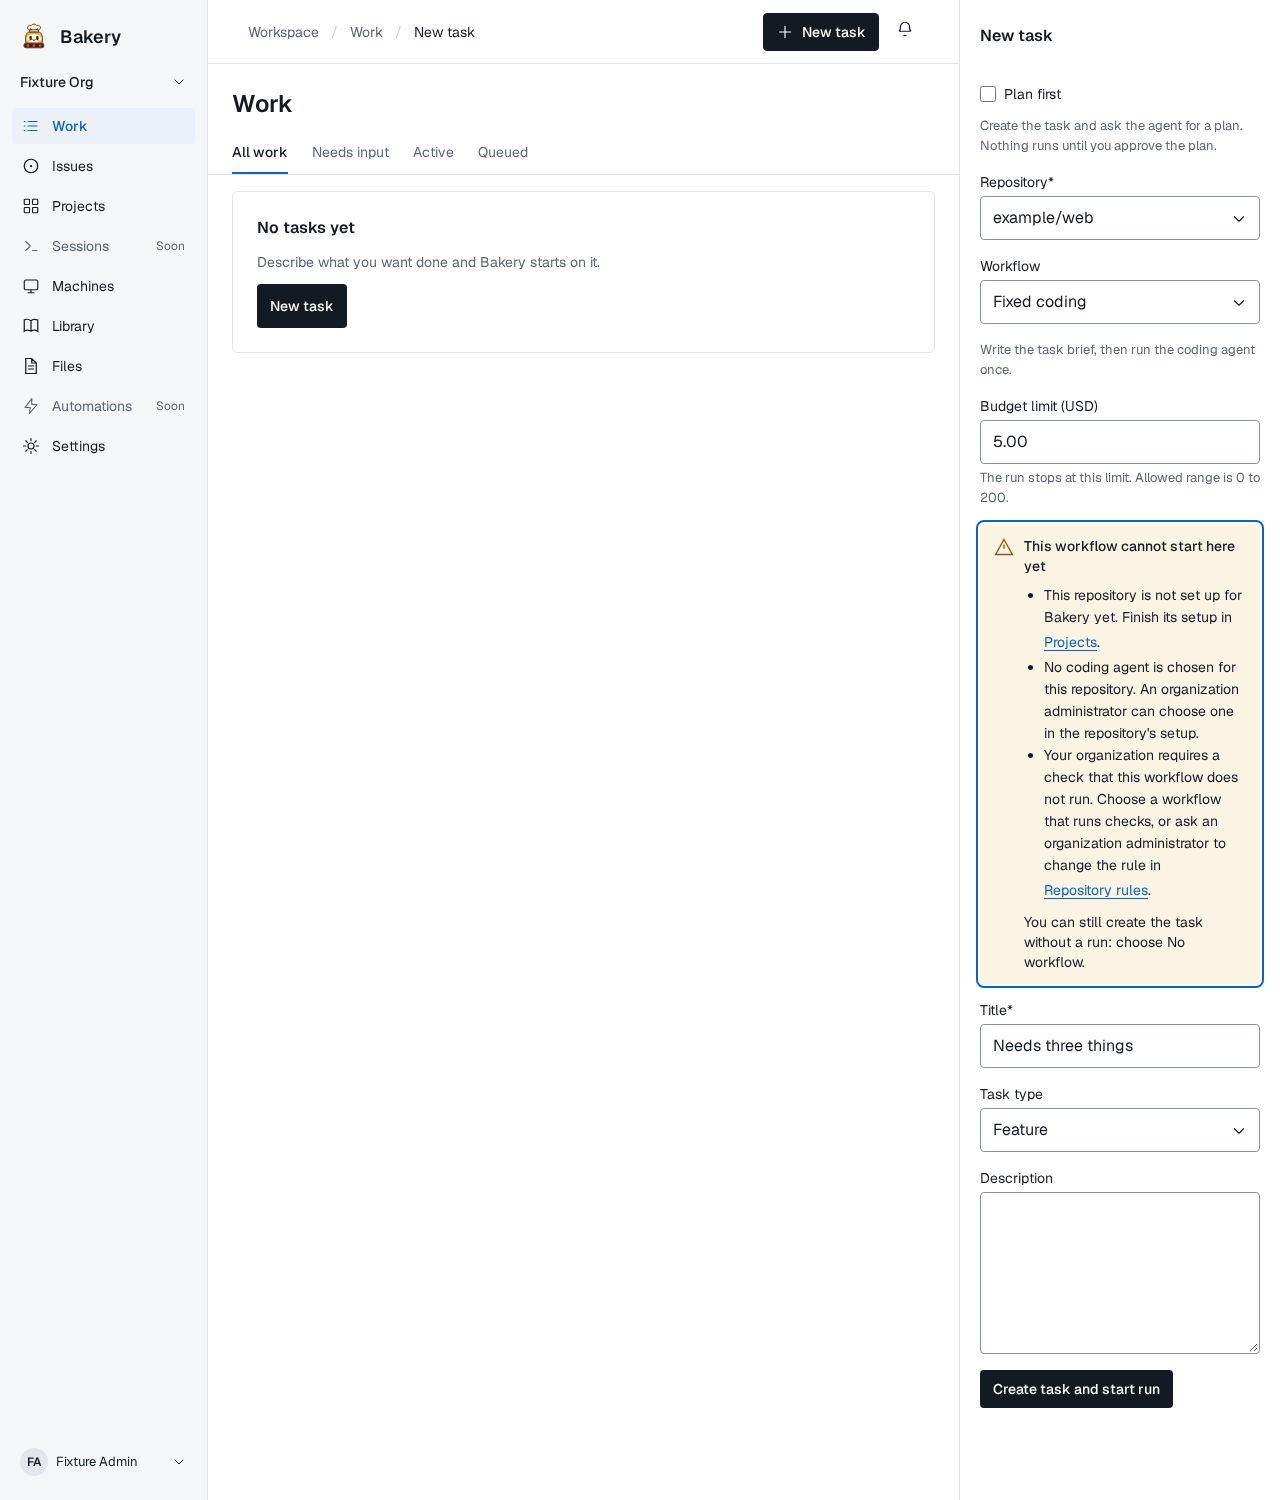 Bakery
Fixture Org
Work
Issues
Projects
Sessions Soon
Machines
Library
Files
Automations Soon
Settings
FA Fixture Admin
Workspace / Work / New task
New task
Work
All work Needs input Active Queued
No tasks yet
Describe what you want done and Bakery starts on it.
New task
New task
Plan first
Create the task and ask the agent for a plan.
Nothing runs until you approve the plan.
Repository*
example/web
Workflow
Fixed coding
Write the task brief, then run the coding agent
once.
Budget limit (USD)
5.00
The run stops at this limit. Allowed range is 0 to
200.
This workflow cannot start here
yet
• This repository is not set up for
Bakery yet. Finish its setup in
Projects.
• No coding agent is chosen for
this repository. An organization
administrator can choose one
in the repository's setup.
• Your organization requires a
check that this workflow does
not run. Choose a workflow
that runs checks, or ask an
organization administrator to
change the rule in
Repository rules.
You can still create the task
without a run: choose No
workflow.
Title*
Needs three things
Task type
Feature
Description
Create task and start run